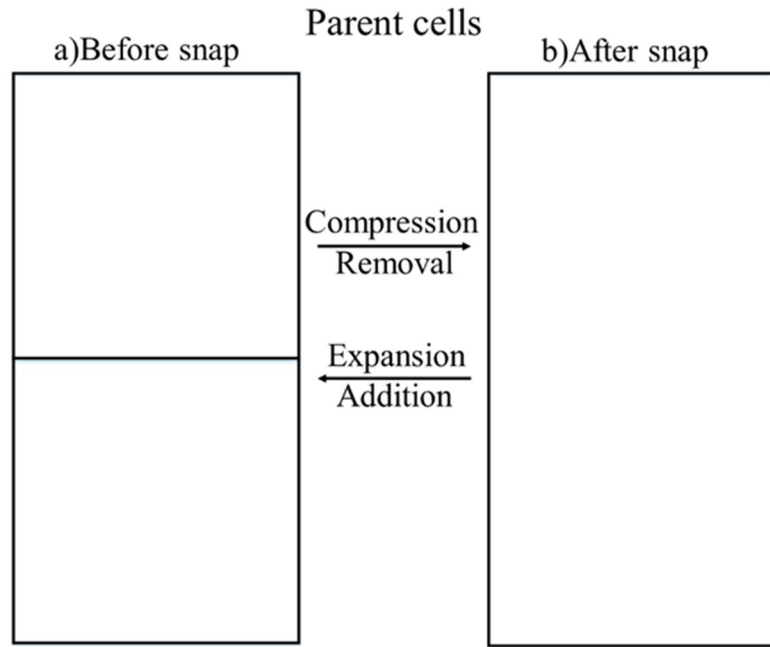 Parent cells
a)Before snap
b)After snap
Compression
Removal
Expansion
Addition